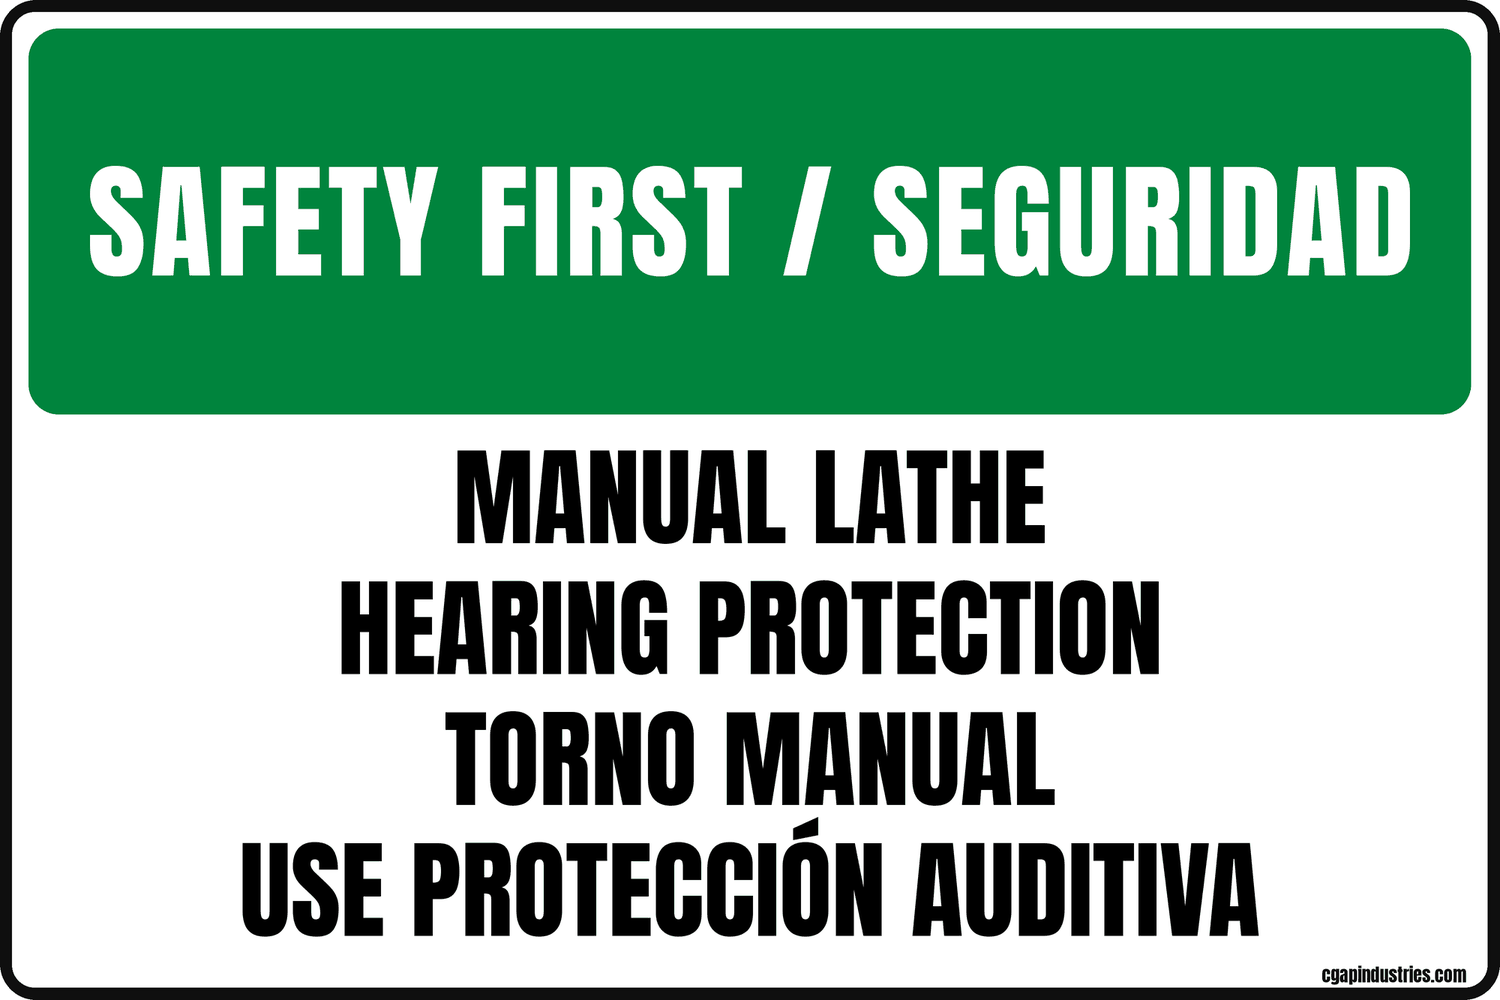 SAFETY FIRST / SEGURIDAD
MANUAL LATHE
HEARING PROTECTION
TORNO MANUAL
USE PROTECCIÓN AUDITIVA
cgapindustries.com